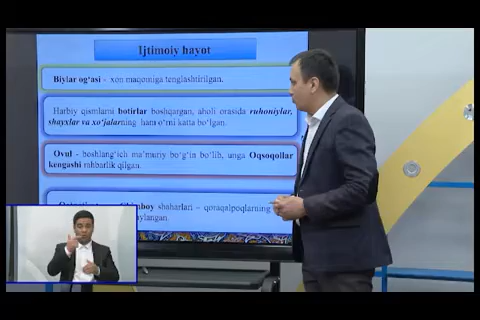 Ijtimoiy hayot
Biylar og‘asi - xon maqomiga tenglashtirilgan.
Harbiy qismlarni botirlar boshqargan, aholi orasida ruhoniylar,
shayxlar va xo‘jalarning ham o‘rni katta bo‘lgan.
Ovul - boshlang‘ich ma’muriy bo‘g‘in bo‘lib, unga Oqsoqollar
kengashi rahbarlik qilgan.
shaharlari - qoraqalpoqlarning